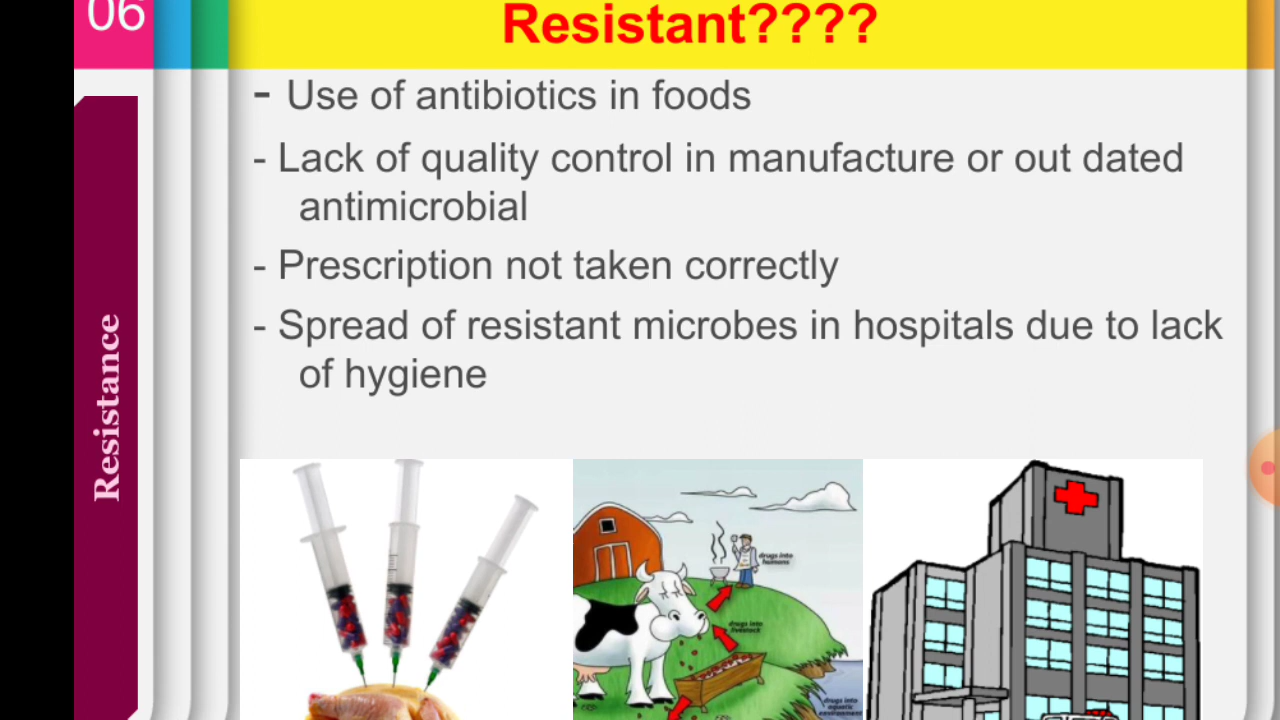 06
Resistant????
- Use of antibiotics in foods
- Lack of quality control in manufacture or out dated
antimicrobial
- Prescription not taken correctly
- Spread of resistant microbes in hospitals due to lack
of hygiene
Resistance
drugs into
humans
drugs into
livestock
drugs into
aquatic
environment